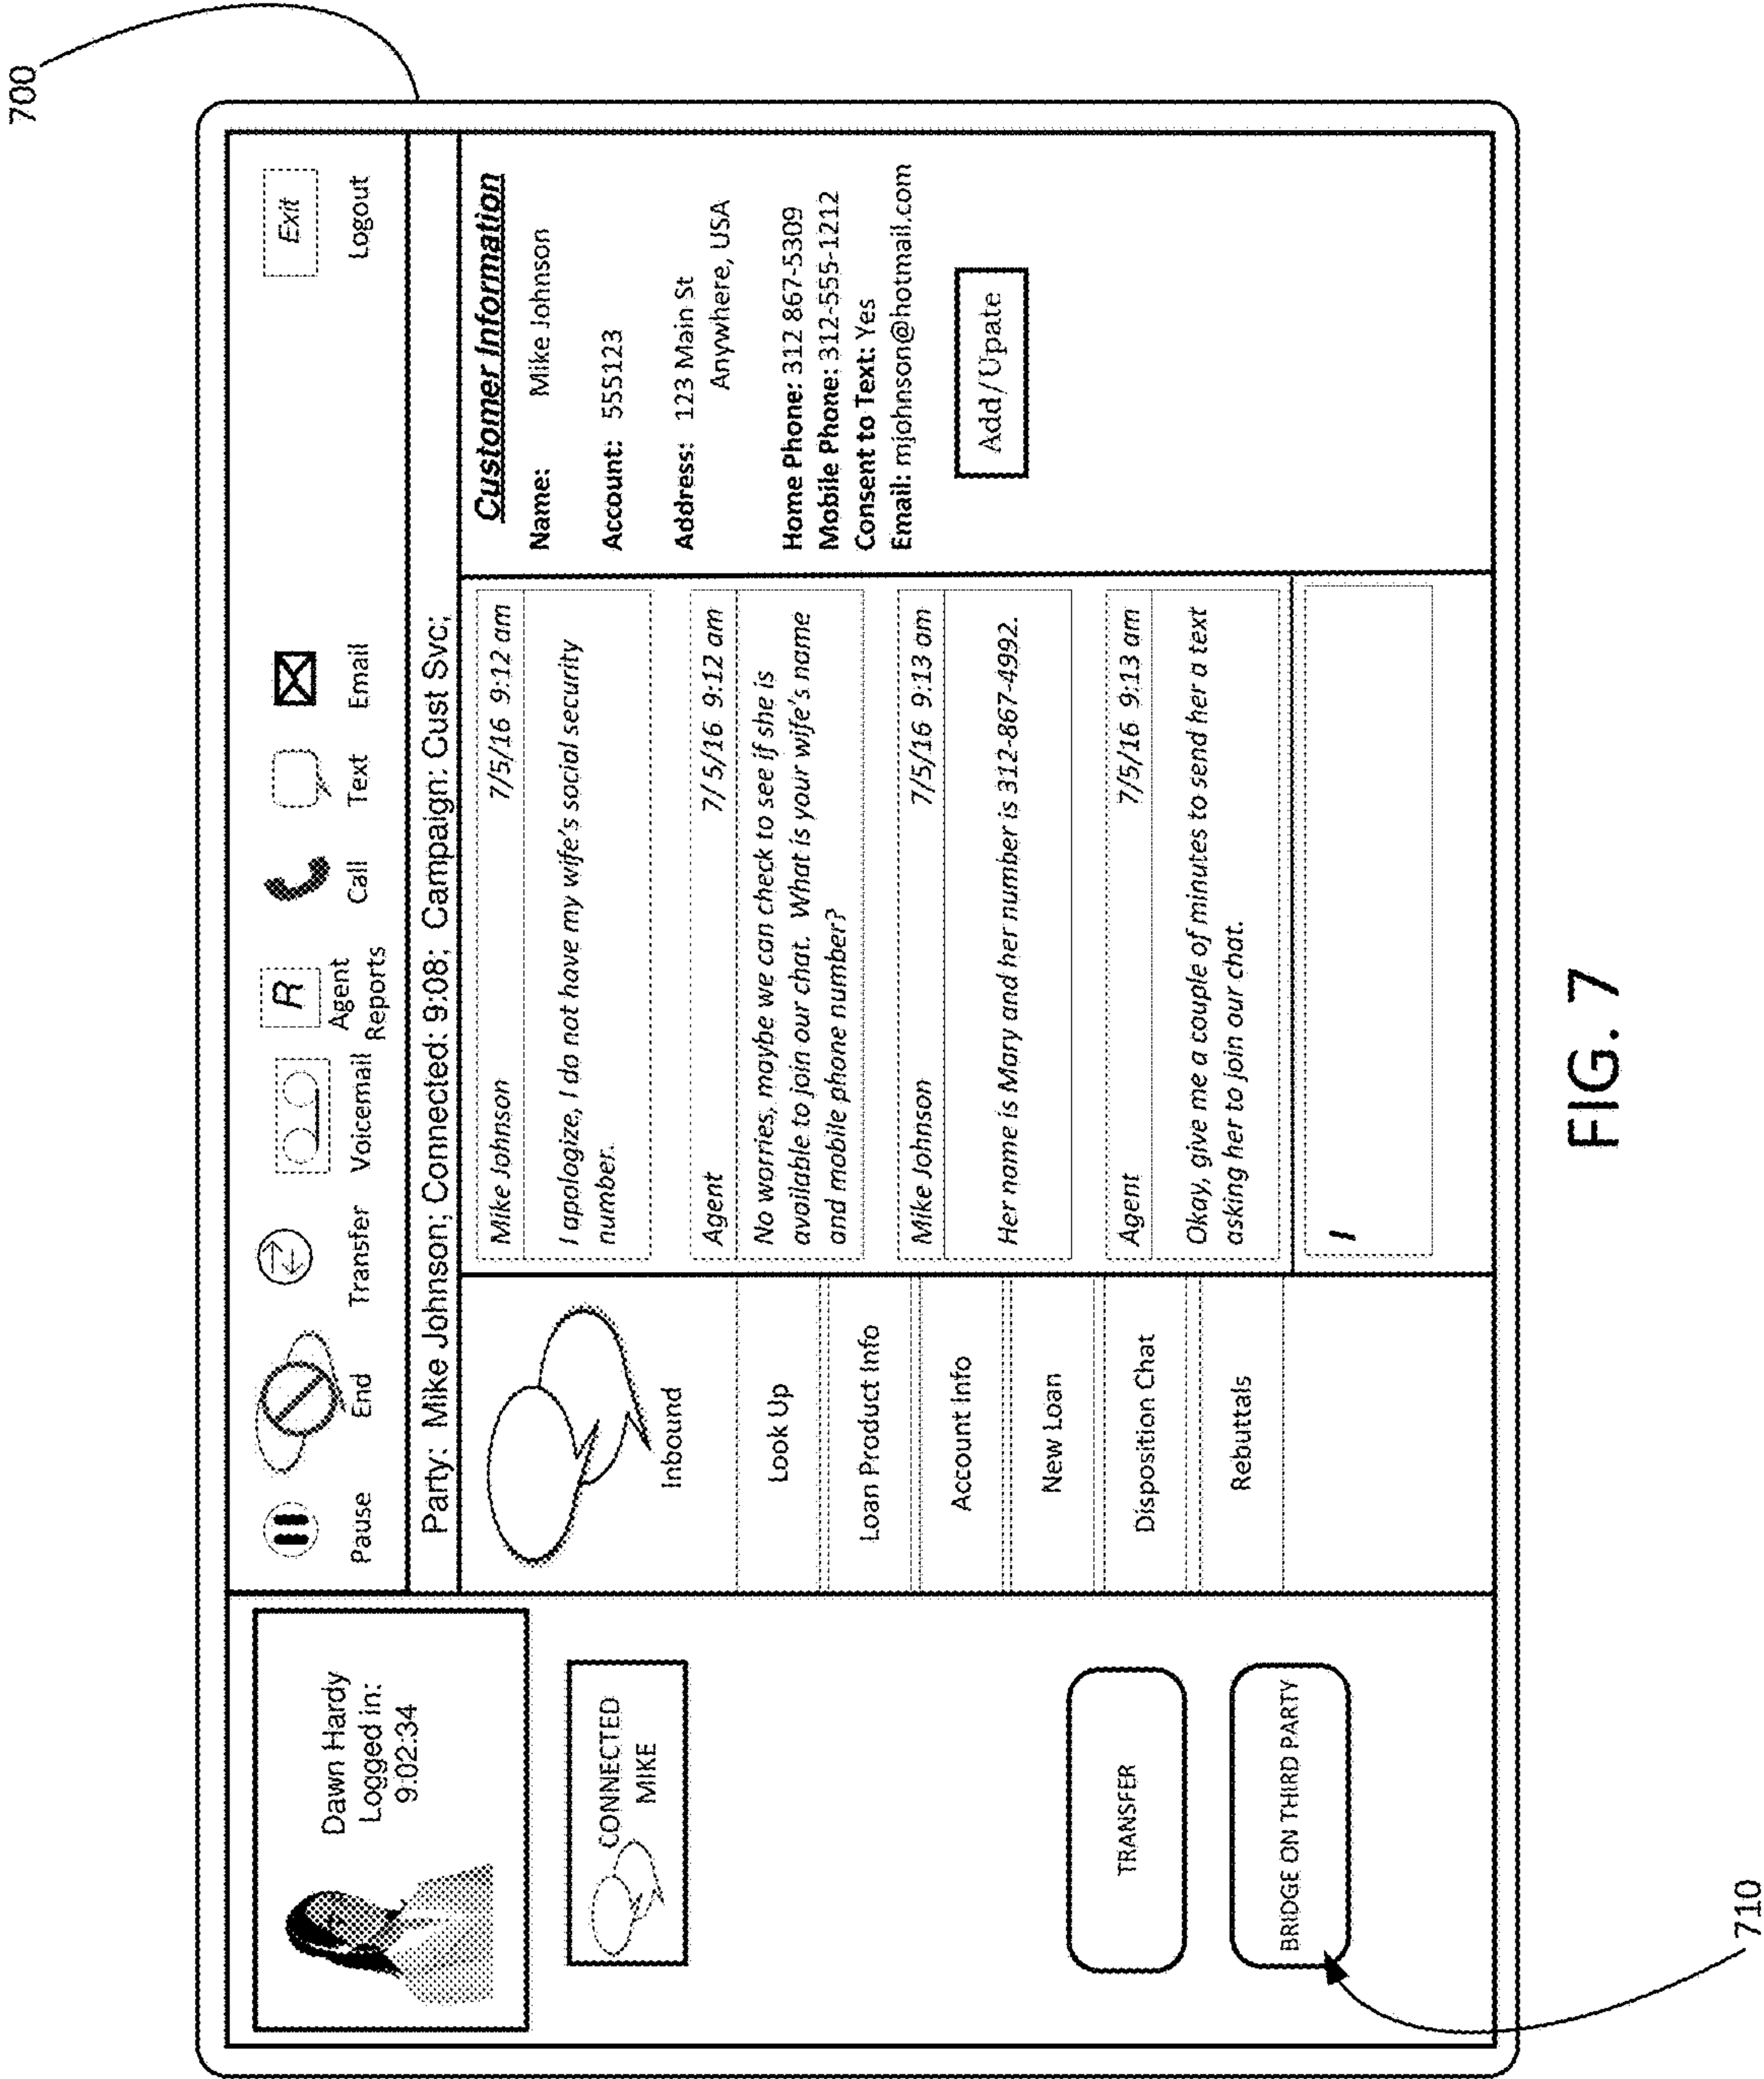 700
Dawn Hardy
Logged in:
9:02:34
CONNECTED
MIKE
TRANSFER
BRIDGE ON THIRD PARTY
710
Pause
End
Transfer
Voicemail
R
Agent
Reports
Call
Text
Email
Exit
Logout
Party: Mike Johnson; Connected: 9:08; Campaign: Cust Svc;
Inbound
Look Up
Loan Product Info
Account Info
New Loan
Disposition Chat
Rebuttals
Mike Johnson 7/5/16 9:12 am
I apologize, I do not have my wife's social security
number.
Agent 7/5/16 9:12 am
No worries, maybe we can check to see if she is
available to join our chat. What is your wife's name
and mobile phone number?
Mike Johnson 7/5/16 9:13 am
Her name is Mary and her number is 312-867-4992.
Agent 7/5/16 9:13 am
Okay, give me a couple of minutes to send her a text
asking her to join our chat.
I
Customer Information
Name: Mike Johnson
Account: 555123
Address: 123 Main St
Anywhere, USA
Home Phone: 312 867-5309
Mobile Phone: 312-555-1212
Consent to Text: Yes
Email: mjohnson@hotmail.com
Add/Upate
FIG. 7